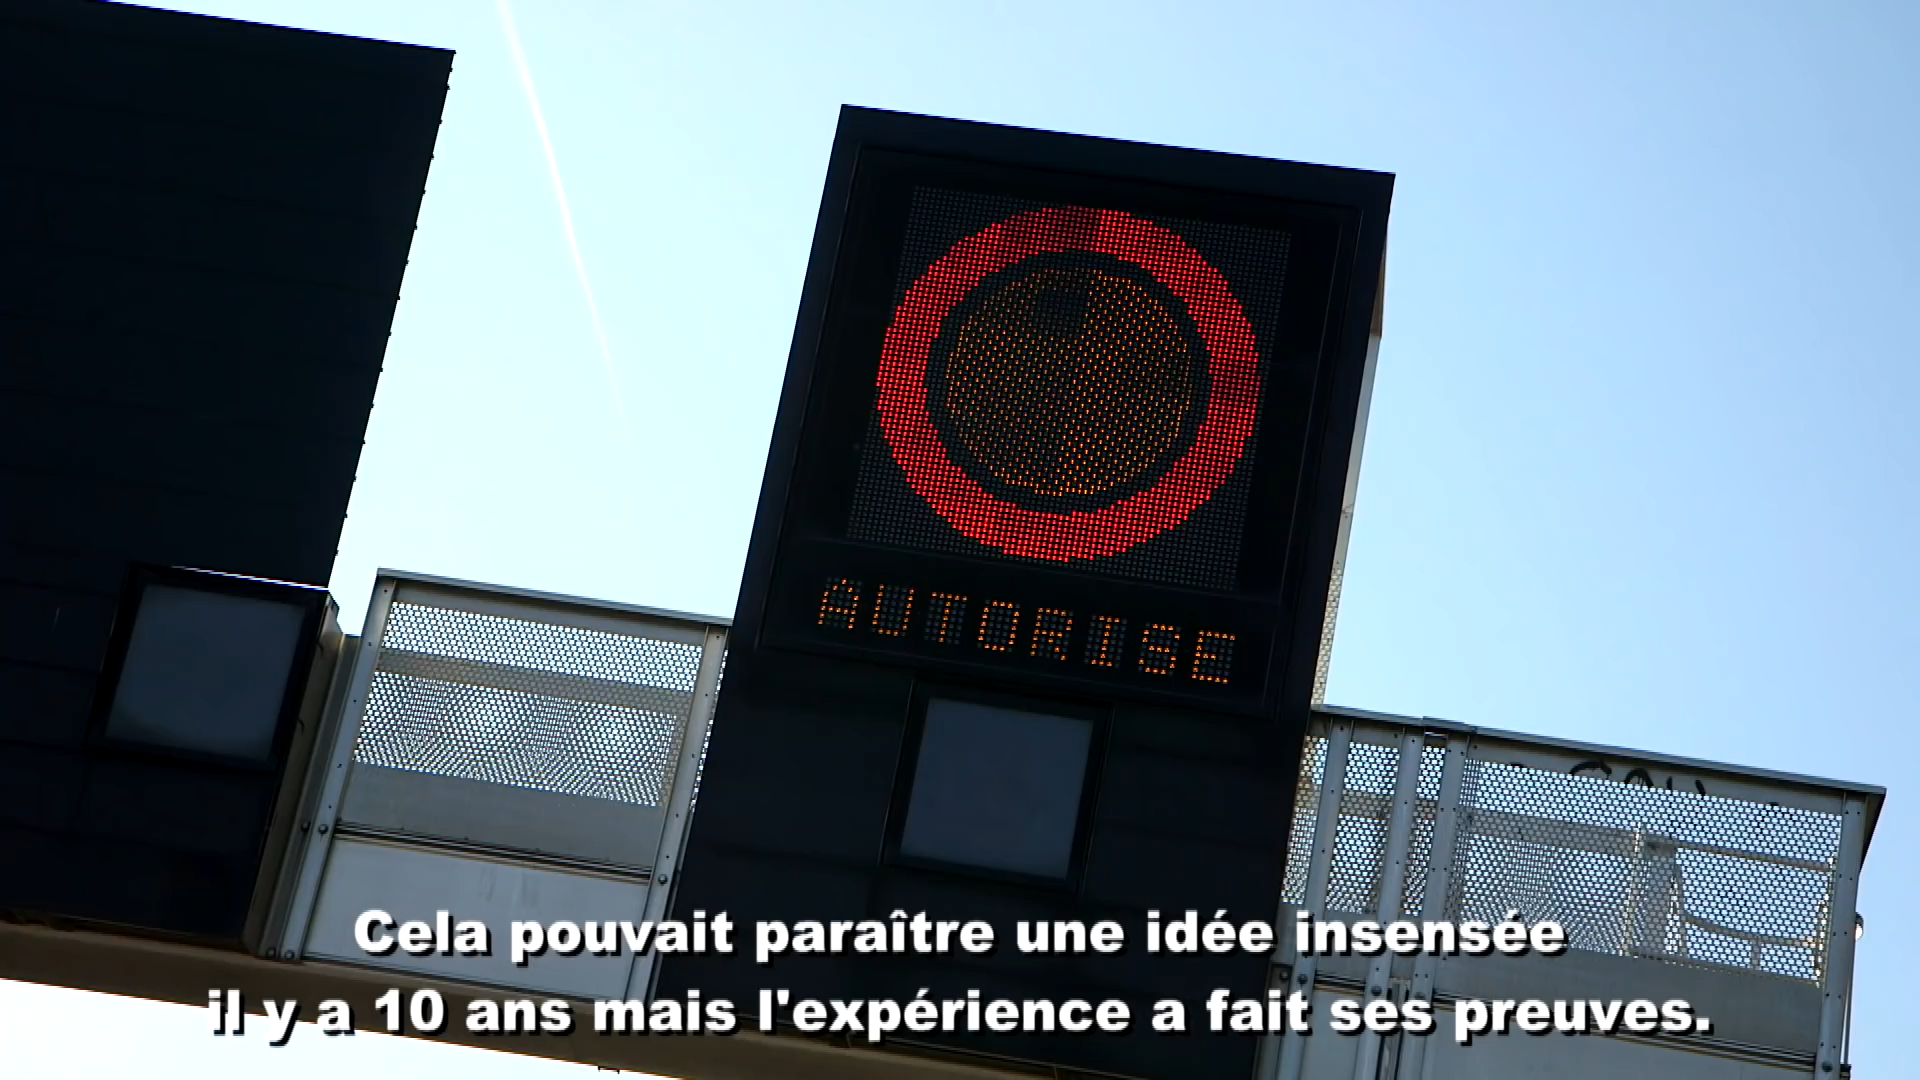 AUTORISE
Cela pouvait paraître une idée insensée
il y a 10 ans mais l'expérience a fait ses preuves.